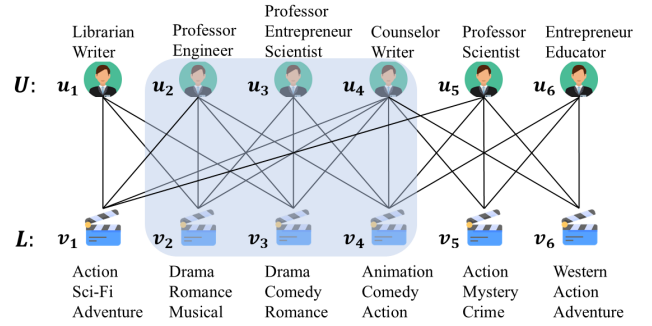 Librarian
Writer
Professor
Engineer
Professor
Entrepreneur
Scientist
Counselor
Writer
Professor
Scientist
Entrepreneur
Educator
U: u1 u2 u3 u4 u5 u6
L: v1 v2 v3 v4 v5 v6
Action
Sci-Fi
Adventure
Drama
Romance
Musical
Drama
Comedy
Romance
Animation
Comedy
Action
Action
Mystery
Crime
Western
Action
Adventure